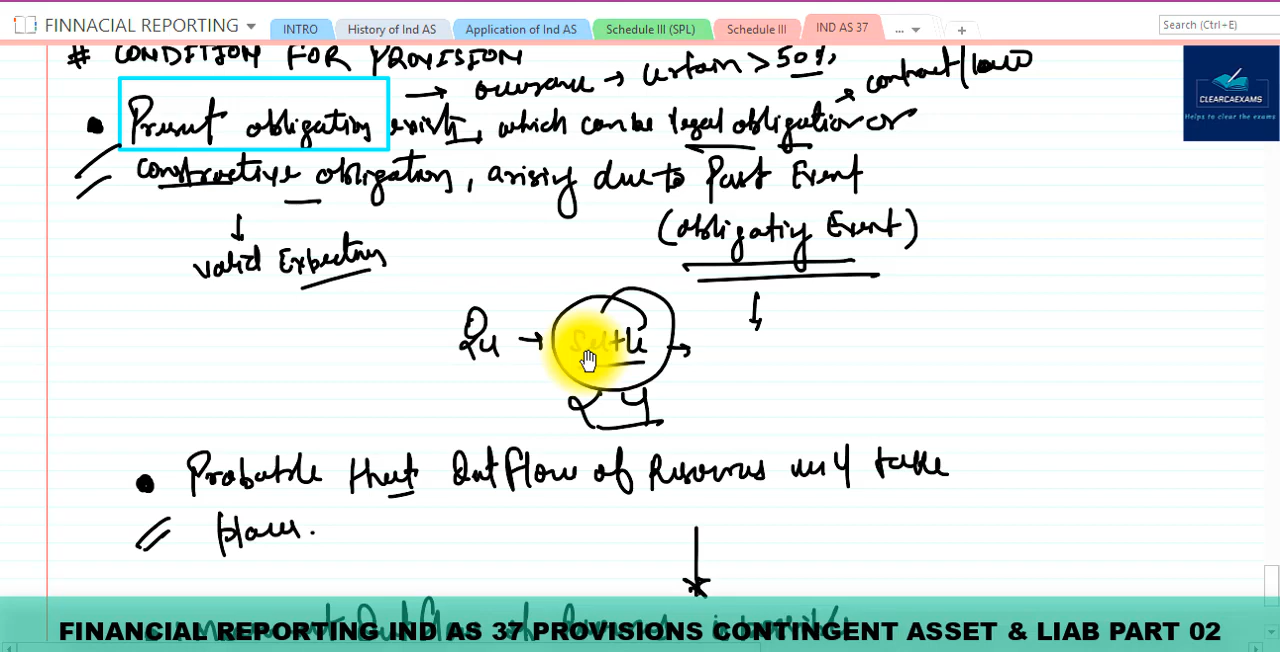 FINNACIAL REPORTING
INTRO
History of Ind AS
Application of Ind AS
Schedule III (SPL)
Schedule III
IND AS 37
...
Search (Ctrl+E)
# CONDITION FOR PROVISION
→ → certain > 50%
→ contract/law
• Present obligation exists, which can be legal obligation or
constructive obligation, arising due to Past Event
(obligating Event)
valid Expectation
→ Settle →
• Probable that Outflow of Resources will take
place.
CLEARCAEXAMS
Helps to clear the exams
FINANCIAL REPORTING IND AS 37 PROVISIONS CONTINGENT ASSET & LIAB PART 02